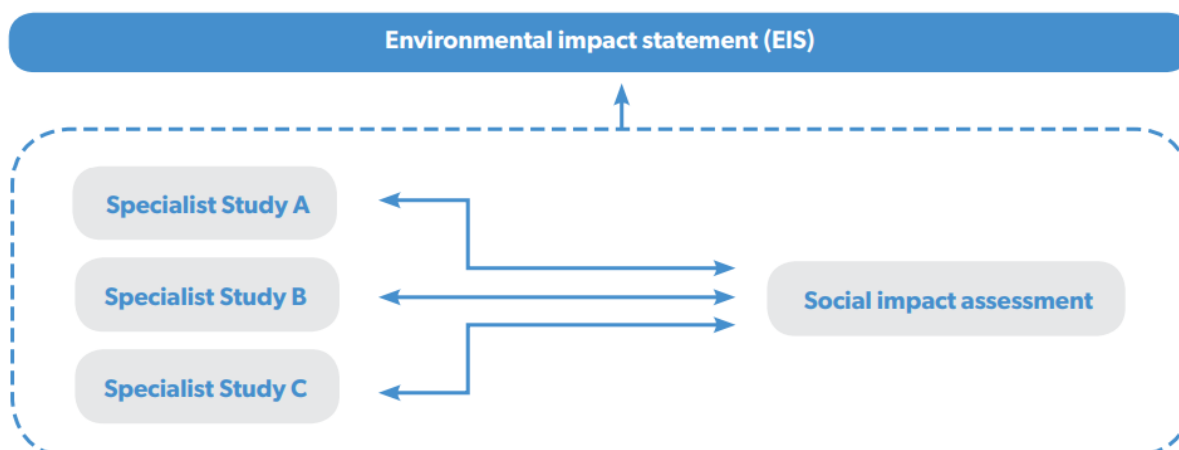 Environmental impact statement (EIS)
Specialist Study A
Specialist Study B
Social impact assessment
Specialist Study C